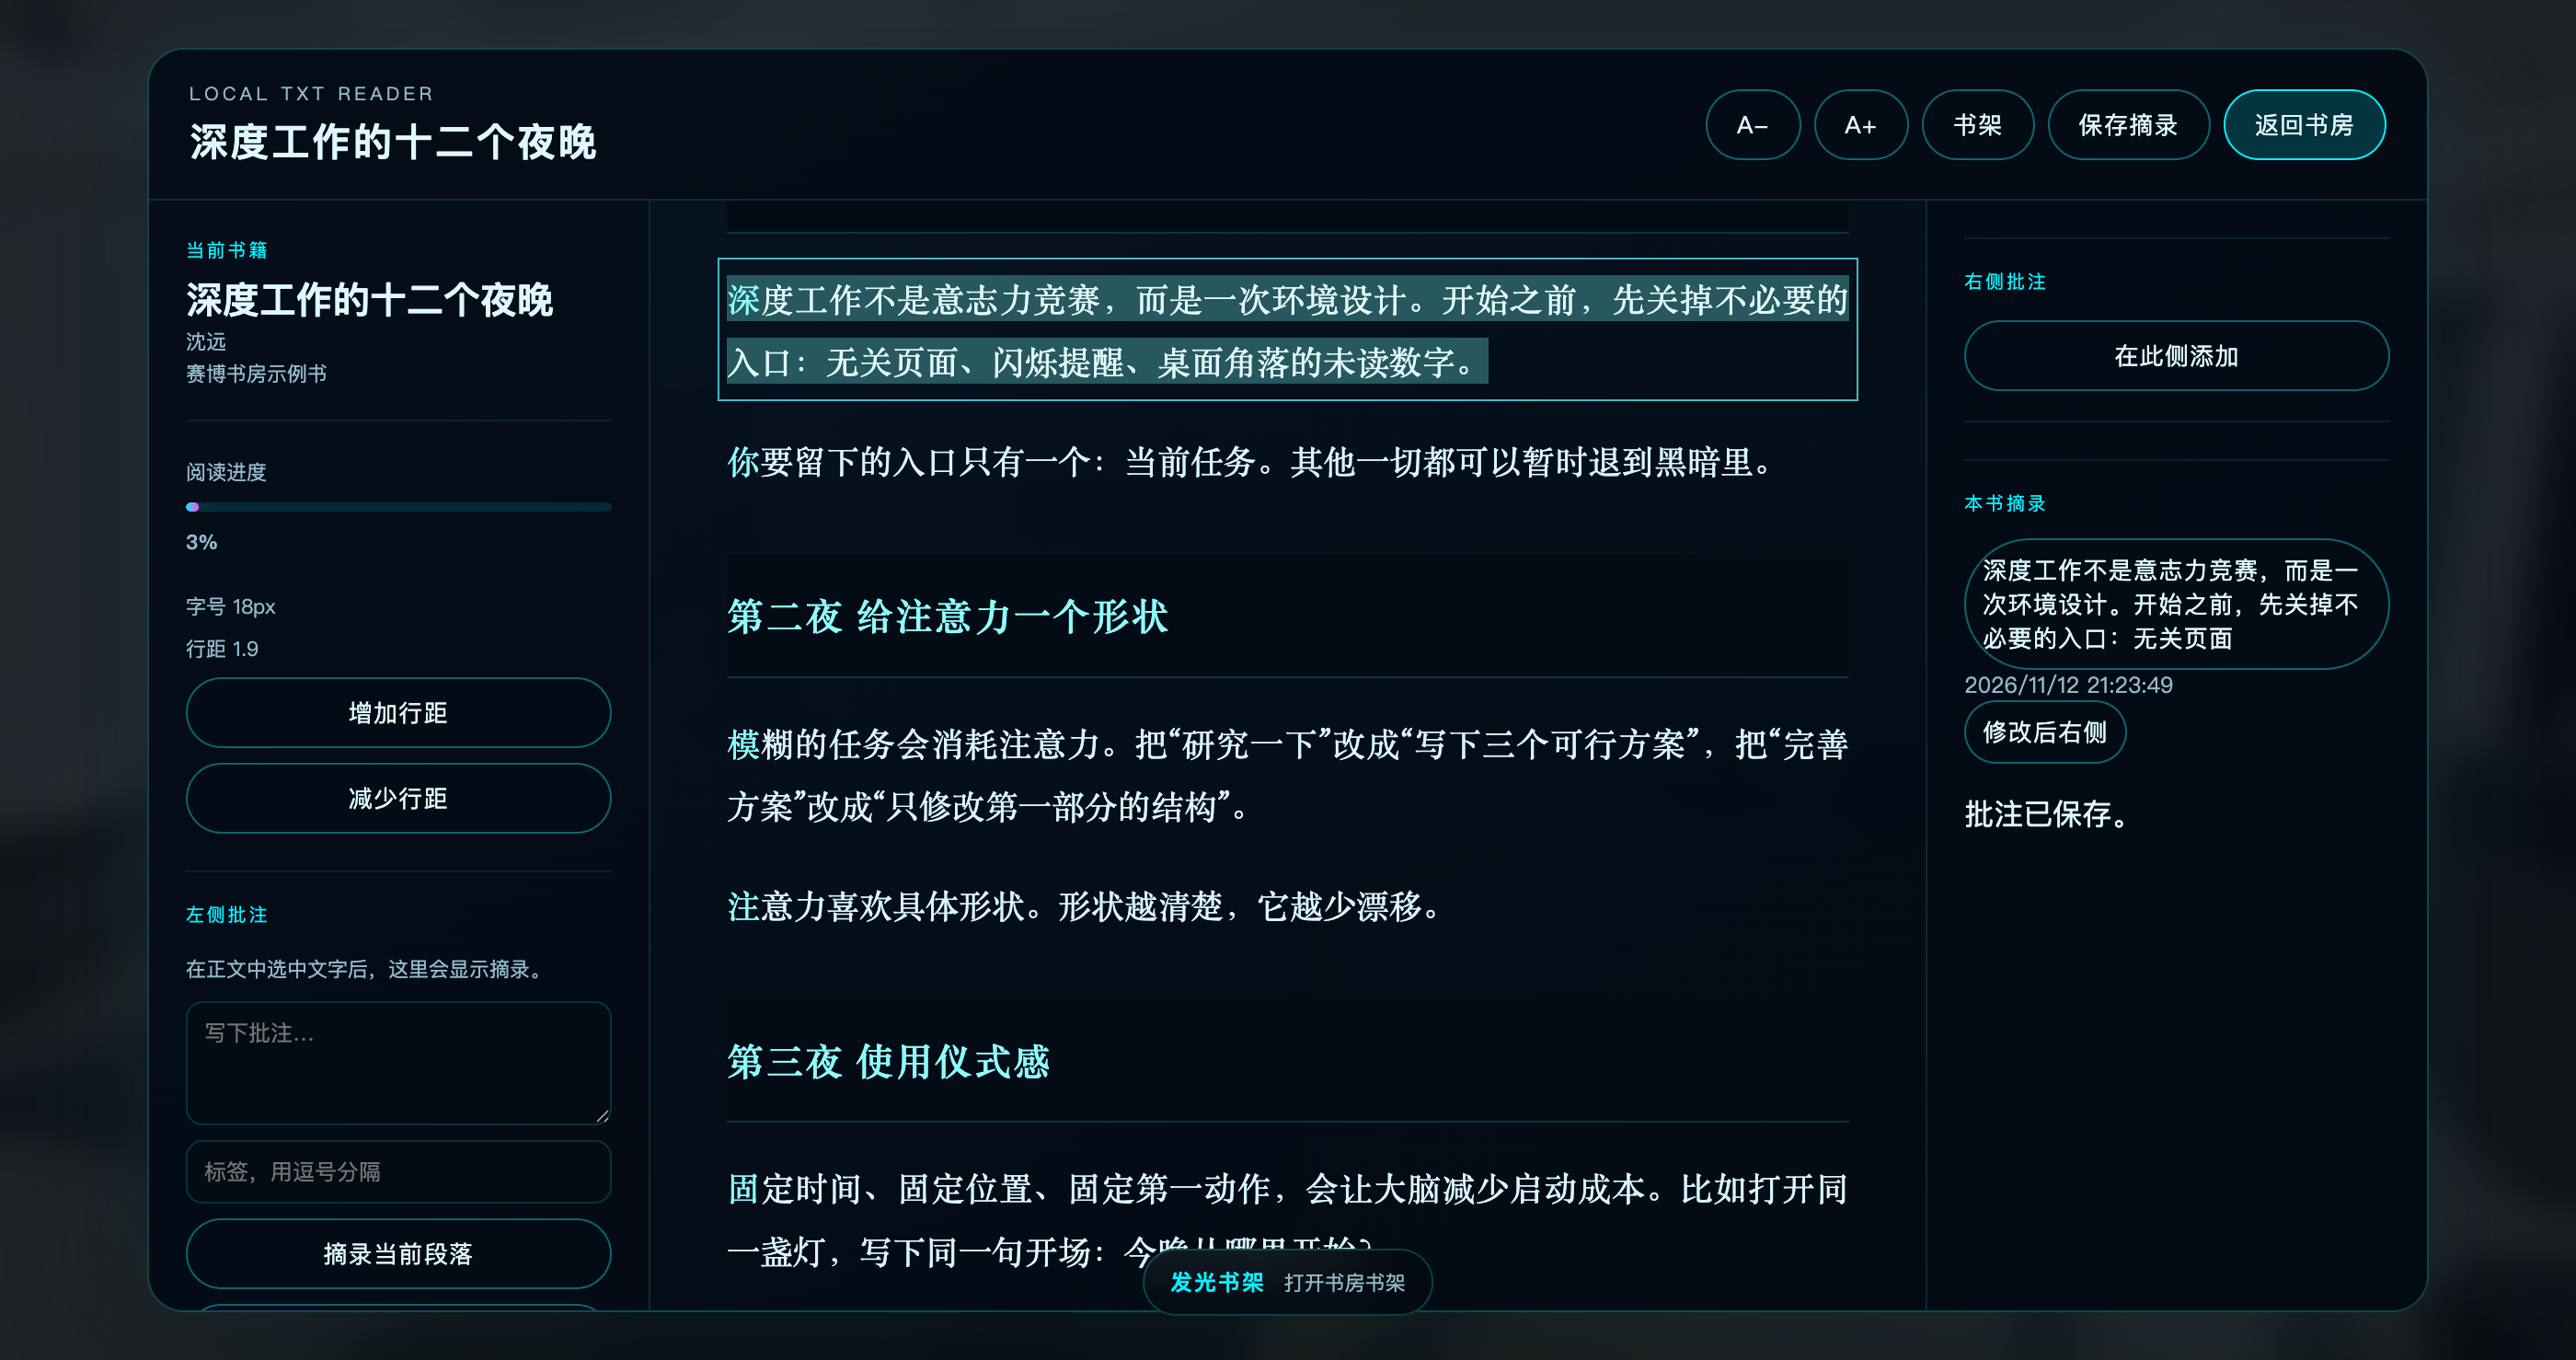 LOCAL TXT READER
深度工作的十二个夜晚
A−
A+
书架
保存摘录
返回书房
当前书籍
深度工作的十二个夜晚
沈远
赛博书房示例书
阅读进度
3%
字号 18px
行距 1.9
增加行距
减少行距
左侧批注
在正文中选中文字后，这里会显示摘录。
写下批注...
标签，用逗号分隔
摘录当前段落
深度工作不是意志力竞赛，而是一次环境设计。开始之前，先关掉不必要的
入口：无关页面、闪烁提醒、桌面角落的未读数字。
你要留下的入口只有一个：当前任务。其他一切都可以暂时退到黑暗里。
第二夜 给注意力一个形状
模糊的任务会消耗注意力。把“研究一下”改成“写下三个可行方案”，把“完善
方案”改成“只修改第一部分的结构”。
注意力喜欢具体形状。形状越清楚，它越少漂移。
第三夜 使用仪式感
固定时间、固定位置、固定第一动作，会让大脑减少启动成本。比如打开同
一盏灯，写下同一句开场：今晚从哪里开始？
发光书架 打开书房书架
右侧批注
在此侧添加
本书摘录
深度工作不是意志力竞赛，而是一
次环境设计。开始之前，先关掉不
必要的入口：无关页面
2026/11/12 21:23:49
修改后右侧
批注已保存。